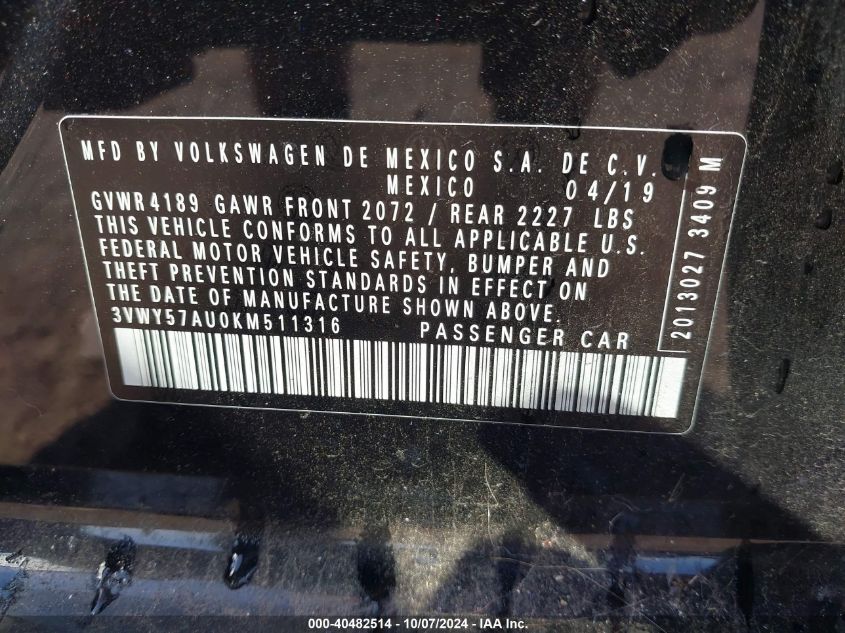 MFD BY VOLKSWAGEN DE MEXICO S.A. DE C.V.
MEXICO 04/19
GVWR4189 GAWR FRONT 2072 / REAR 2227 LBS
THIS VEHICLE CONFORMS TO ALL APPLICABLE U.S.
FEDERAL MOTOR VEHICLE SAFETY, BUMPER AND
THEFT PREVENTION STANDARDS IN EFFECT ON
THE DATE OF MANUFACTURE SHOWN ABOVE.
3VWY57AU0KM511316 PASSENGER CAR
2013027 3409 M
000-40482514 - 10/07/2024 - IAA Inc.